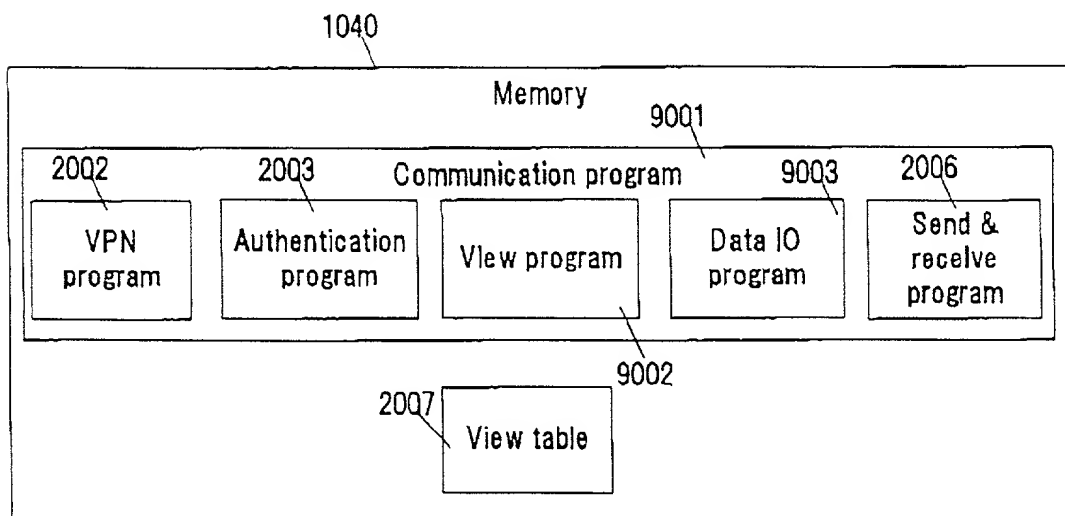 1040
Memory
9001
2002
2003
Communication program
9003
2006
VPN
program
Authentication
program
View program
Data IO
program
Send &
receive
program
9002
2007
View table